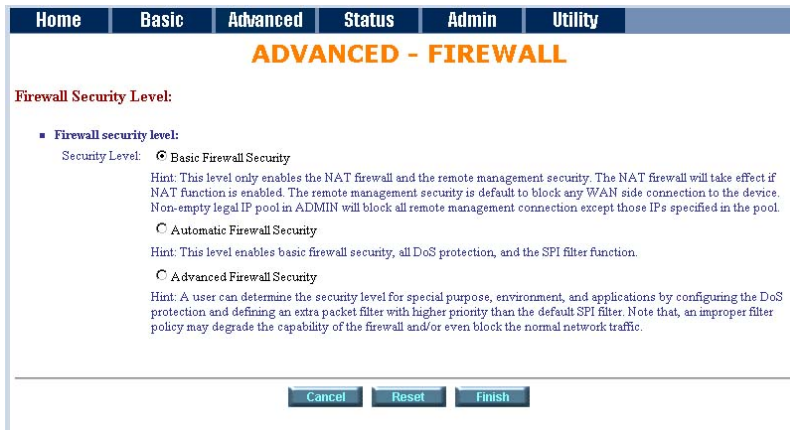 Home Basic Advanced Status Admin Utility
ADVANCED - FIREWALL
Firewall Security Level:
Firewall security level:
Security Level: Basic Firewall Security
Hint: This level only enables the NAT firewall and the remote management security. The NAT firewall will take effect if
NAT function is enabled. The remote management security is default to block any WAN side connection to the device.
Non-empty legal IP pool in ADMIN will block all remote management connection except those IPs specified in the pool.
Automatic Firewall Security
Hint: This level enables basic firewall security, all DoS protection, and the SPI filter function.
Advanced Firewall Security
Hint: A user can determine the security level for special purpose, environment, and applications by configuring the DoS
protection and defining an extra packet filter with higher priority than the default SPI filter. Note that, an improper filter
policy may degrade the capability of the firewall and/or even block the normal network traffic.
Cancel Reset Finish